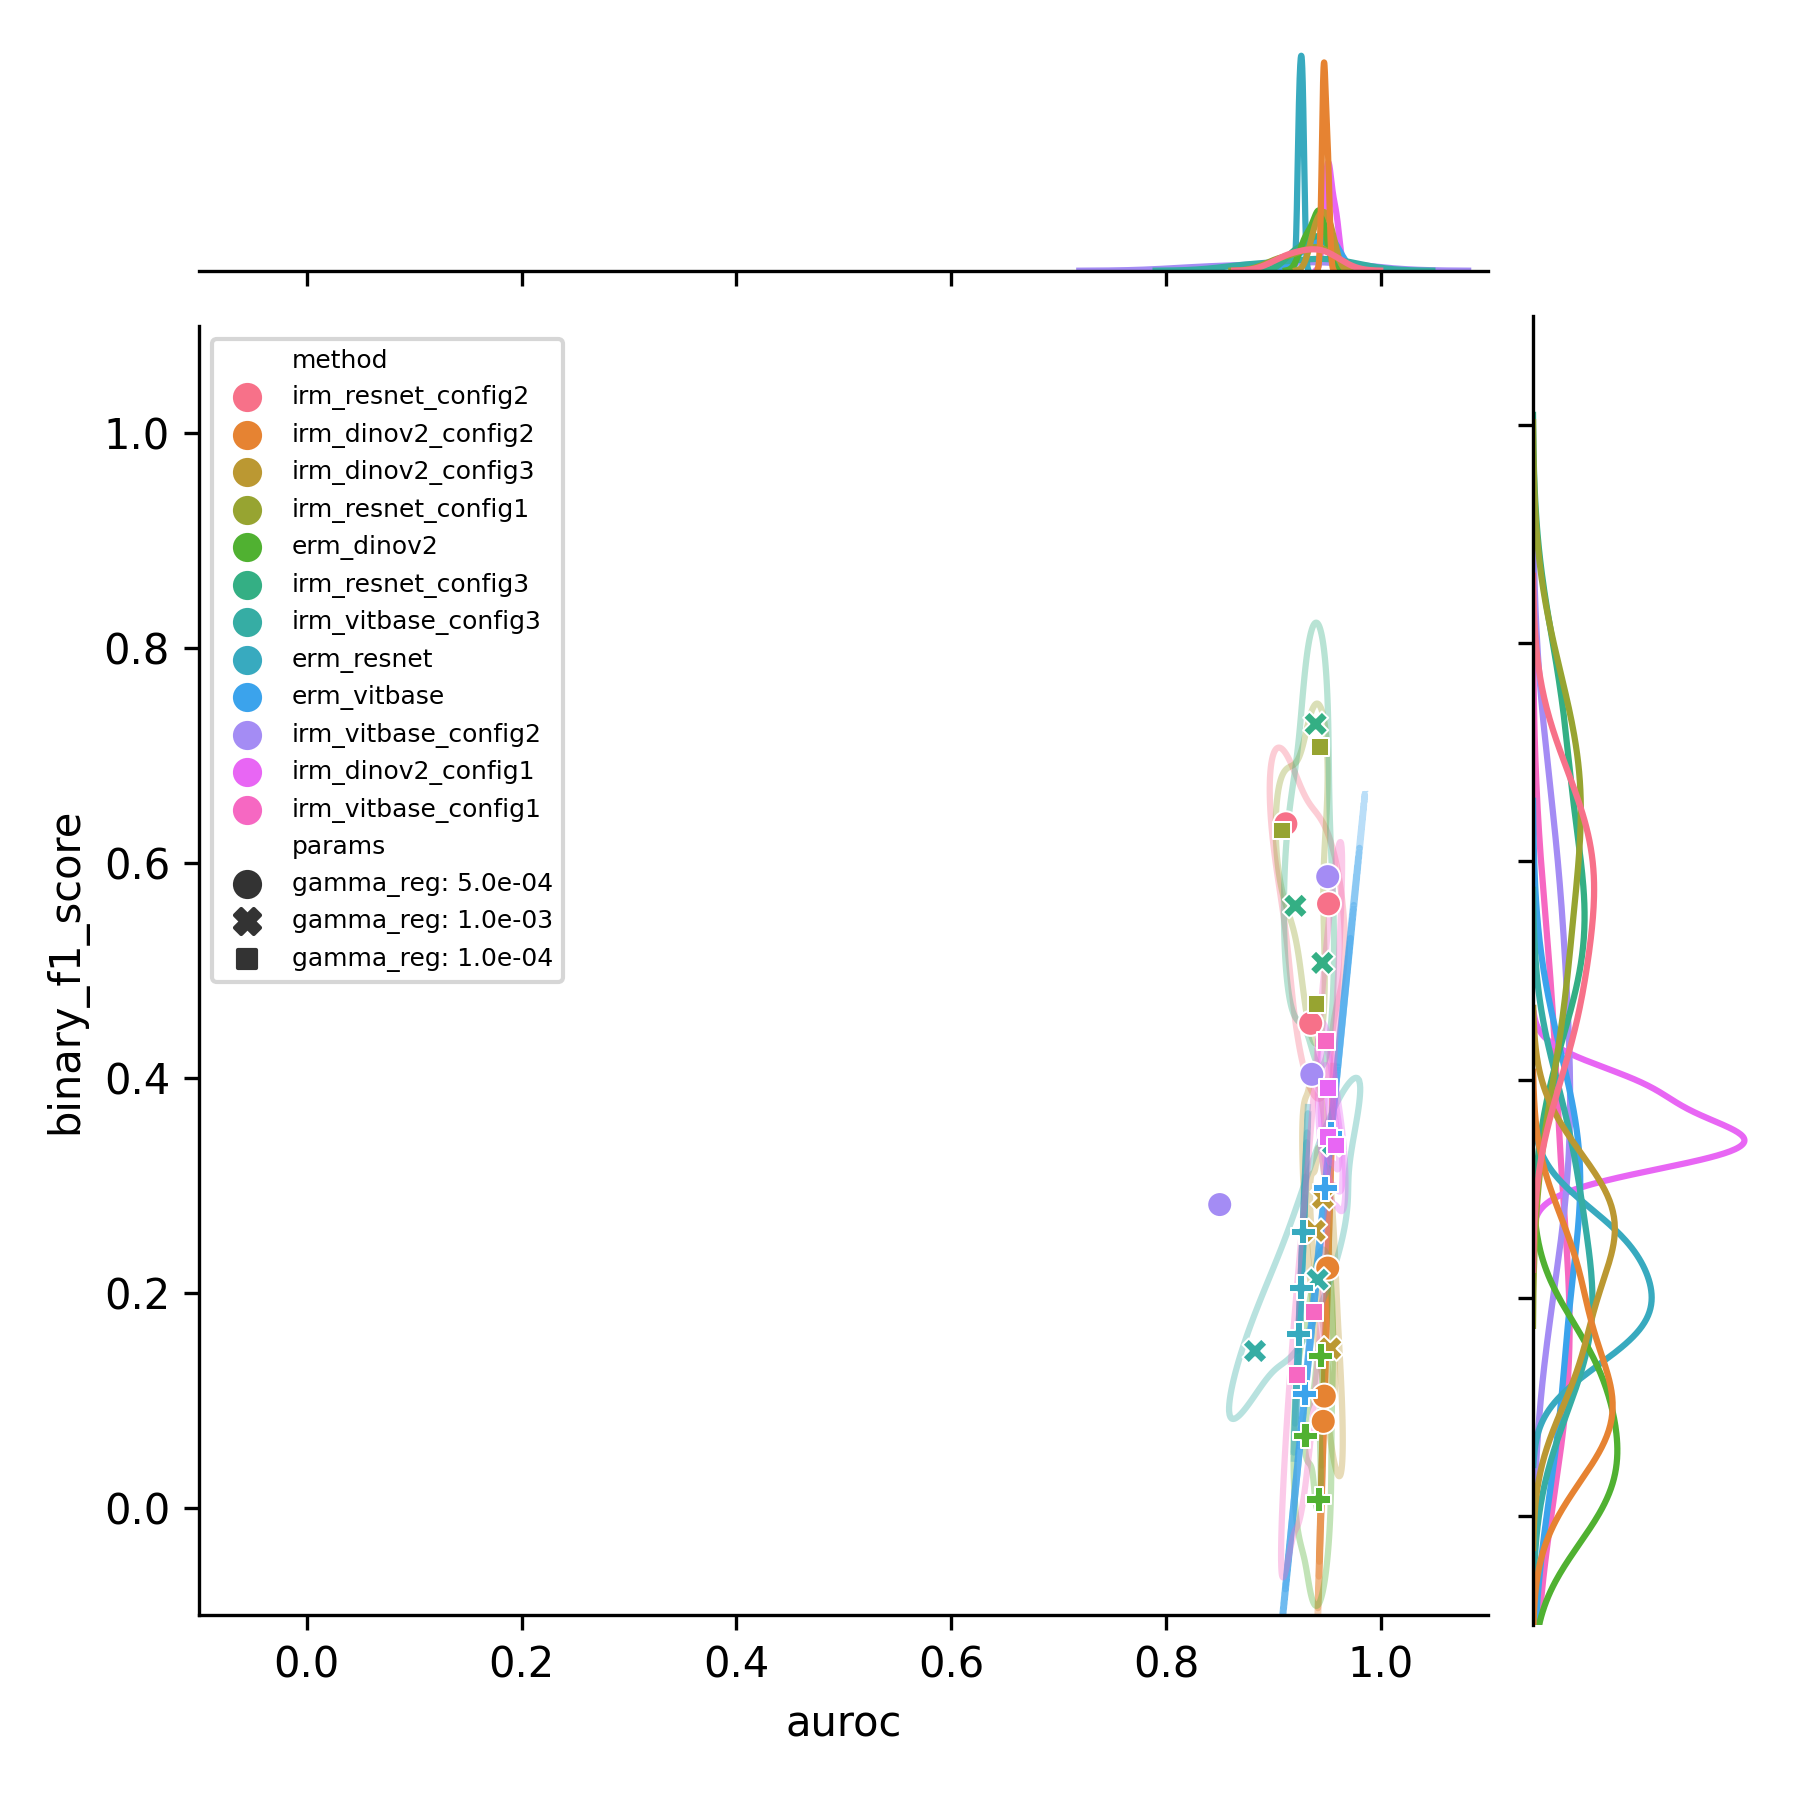 method
irm_resnet_config2
irm_dinov2_config2
irm_dinov2_config3
irm_resnet_config1
erm_dinov2
irm_resnet_config3
irm_vitbase_config3
erm_resnet
erm_vitbase
irm_vitbase_config2
irm_dinov2_config1
irm_vitbase_config1
params
gamma_reg: 5.0e-04
gamma_reg: 1.0e-03
gamma_reg: 1.0e-04
1.0
0.8
0.6
0.4
0.2
0.0
binary_f1_score
0.0 0.2 0.4 0.6 0.8 1.0
auroc